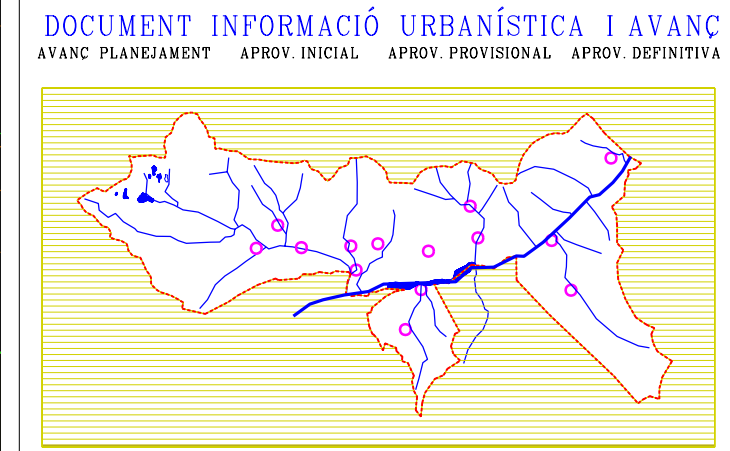 DOCUMENT INFORMACIÓ URBANÍSTICA I AVANÇ
AVANÇ PLANEJAMENT APROV. INICIAL APROV. PROVISIONAL APROV. DEFINITIVA